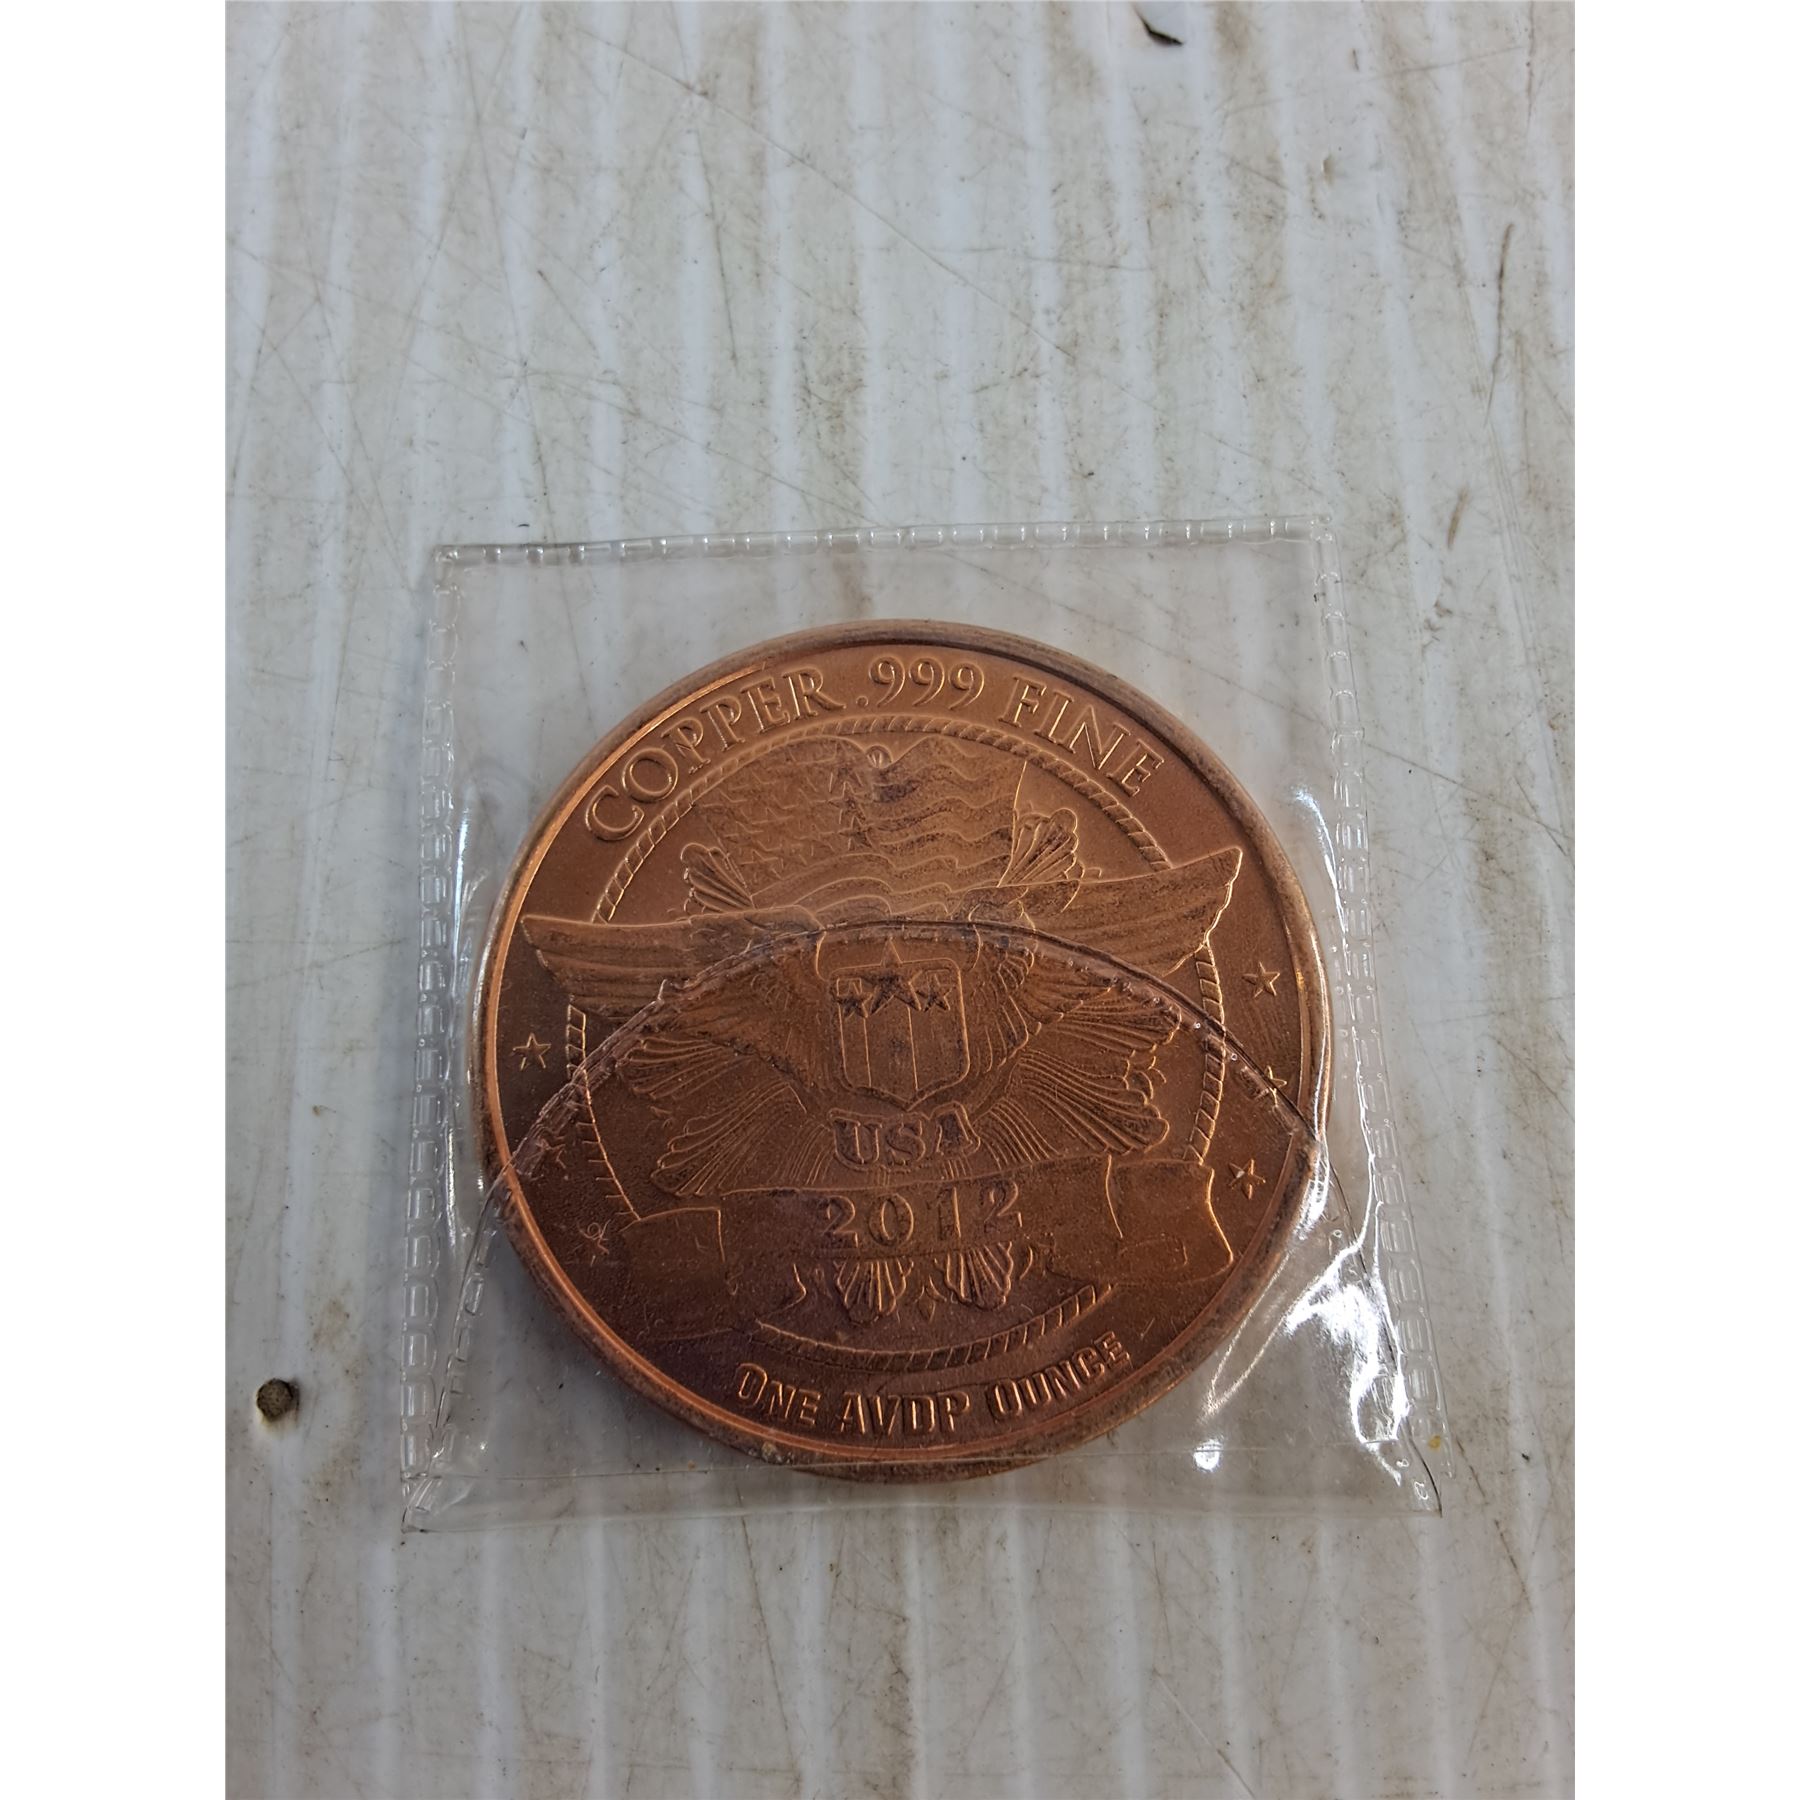 COPPER .999 FINE
USA
2012
ONE AVDP OUNCE